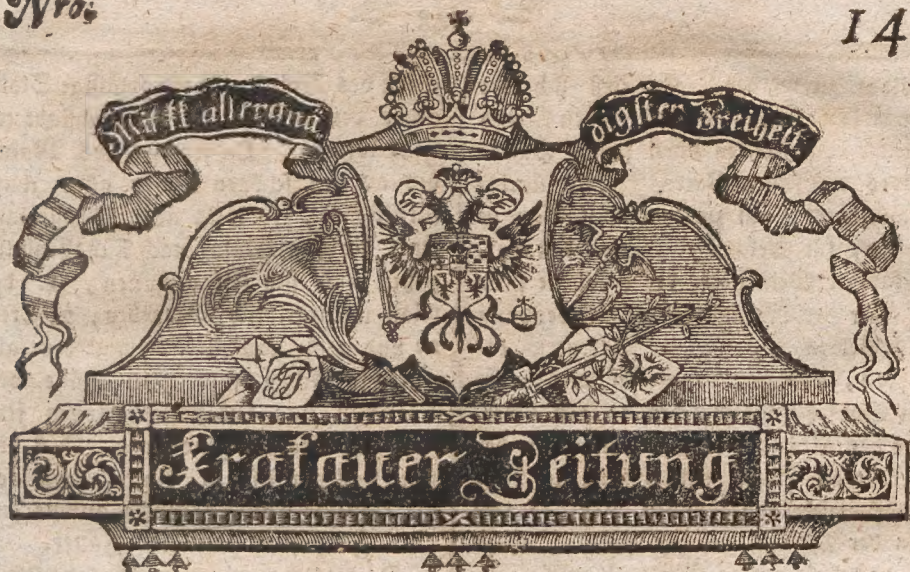 Nro.
14
Mit k allergnä
digster Freiheit.
Krakauer Zeitung.